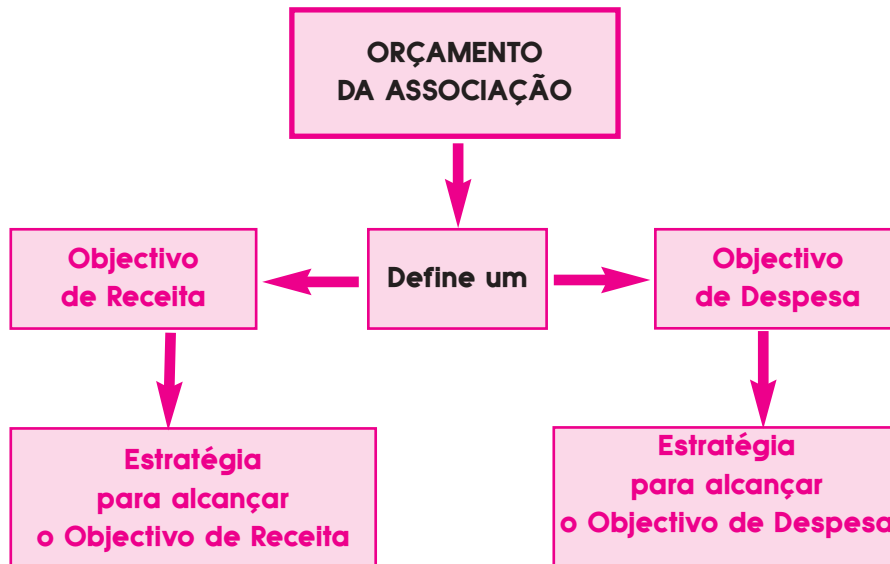 ORÇAMENTO
DA ASSOCIAÇÃO
Objectivo
de Receita
Define um
Objectivo
de Despesa
Estratégia
para alcançar
o Objectivo de Receita
Estratégia
para alcançar
o Objectivo de Despesa